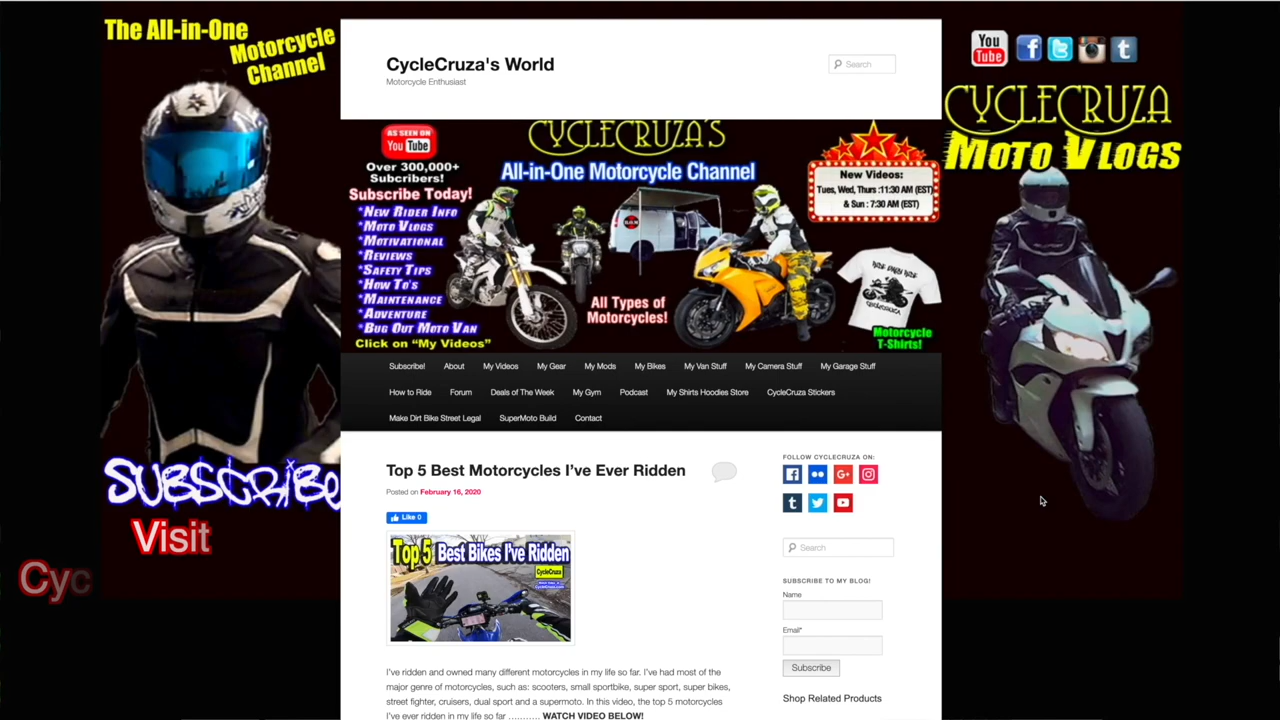 The All-in-One
Motorcycle
Channel
SUBSCRIBE
Visit
Cyc
CycleCruza's World
Motorcycle Enthusiast
Search
AS SEEN ON
You Tube
Over 300,000+
Subcribers!
Subscribe Today!
*New Rider Info
*Moto Vlogs
*Motivational
*Reviews
*Safety Tips
*How To's
*Maintenance
*Adventure
*Bug Out Moto Van
Click on "My Videos"
CYCLECRUZA'S
All-in-One Motorcycle Channel
All Types of
Motorcycles!
New Videos:
Tues, Wed, Thurs :11:30 AM (EST)
& Sun : 7:30 AM (EST)
RIDE EVERY RIDE
Motorcycle
T-Shirts!
You
Tube
CYCLECRUZA
MOTO VLOGS
Subscribe! About My Videos My Gear My Mods My Bikes My Van Stuff My Camera Stuff My Garage Stuff
How to Ride Forum Deals of The Week My Gym Podcast My Shirts Hoodies Store CycleCruza Stickers
Make Dirt Bike Street Legal SuperMoto Build Contact
Top 5 Best Motorcycles I've Ever Ridden
Posted on February 16, 2020
Like 0
Top 5 Best Bikes I've Ridden
CycleCruza
I've ridden and owned many different motorcycles in my life so far. I've had most of the
major genre of motorcycles, such as: scooters, small sportbike, super sport, super bikes,
street fighter, cruisers, dual sport and a supermoto. In this video, the top 5 motorcycles
I've ever ridden in my life so far .......... WATCH VIDEO BELOW!
FOLLOW CYCLECRUZA ON:
Search
SUBSCRIBE TO MY BLOG!
Name
Email*
Subscribe
Shop Related Products